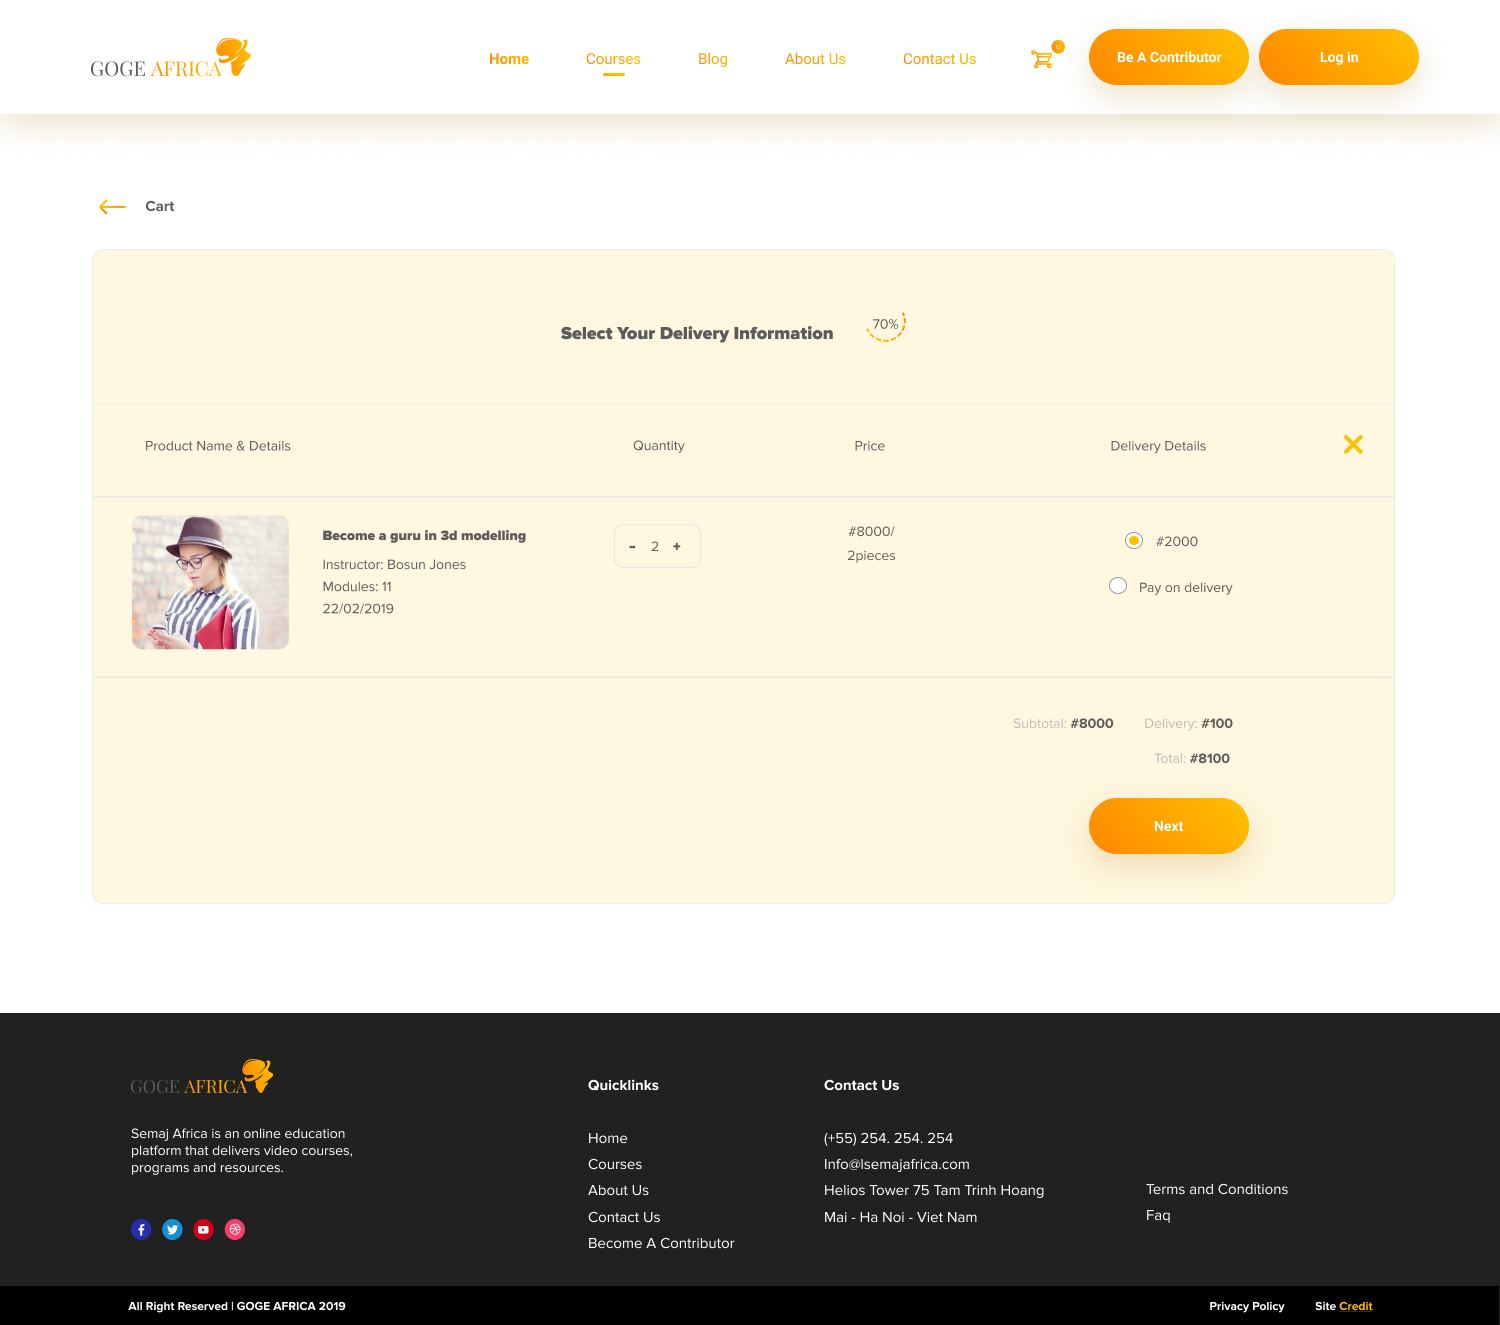 GOGE AFRICA
Home
Courses
Blog
About Us
Contact Us
Be A Contributor
Log in
Cart
Select Your Delivery Information
70%
Product Name & Details
Quantity
Price
Delivery Details
Become a guru in 3d modelling
Instructor: Bosun Jones
Modules: 11
22/02/2019
- 2 +
#8000/
2pieces
#2000
Pay on delivery
Subtotal: #8000 Delivery: #100
Total: #8100
Next
GOGE AFRICA
Semaj Africa is an online education
platform that delivers video courses,
programs and resources.
Quicklinks
Home
Courses
About Us
Contact Us
Become A Contributor
Contact Us
(+55) 254. 254. 254
Info@lsemajafrica.com
Helios Tower 75 Tam Trinh Hoang
Mai - Ha Noi - Viet Nam
Terms and Conditions
Faq
All Right Reserved | GOGE AFRICA 2019
Privacy Policy
Site Credit